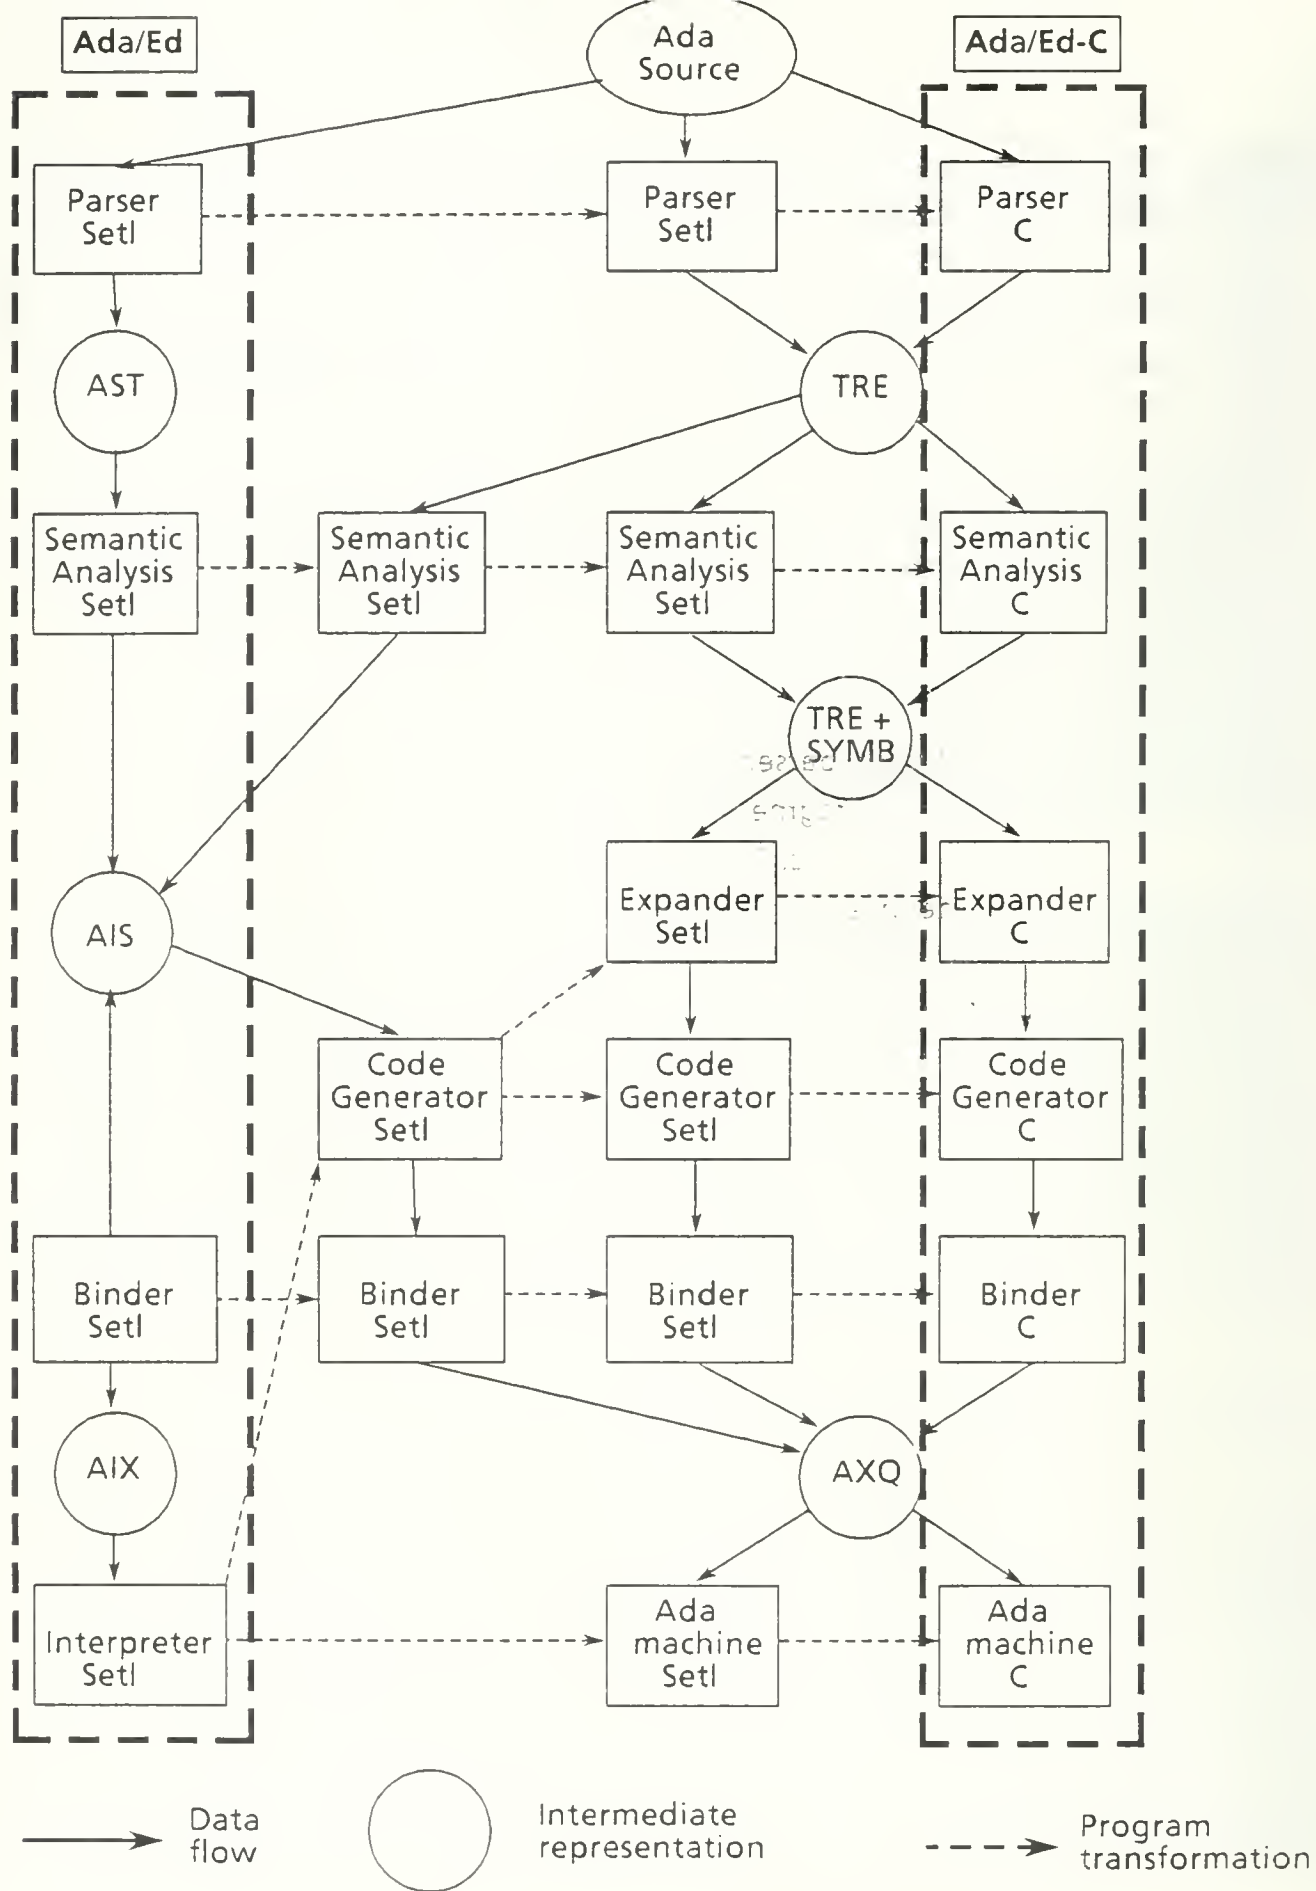 Ada/Ed
Ada
Source
Ada/Ed-C
Parser
Setl
Parser
Setl
Parser
C
AST
TRE
Semantic
Analysis
Setl
Semantic
Analysis
Setl
Semantic
Analysis
Setl
Semantic
Analysis
C
TRE +
SYMB
AIS
Expander
Setl
Expander
C
Code
Generator
Setl
Code
Generator
Setl
Code
Generator
C
Binder
Setl
Binder
Setl
Binder
Setl
Binder
C
AIX
AXQ
Interpreter
Setl
Ada
machine
Setl
Ada
machine
C
Data
flow
Intermediate
representation
Program
transformation